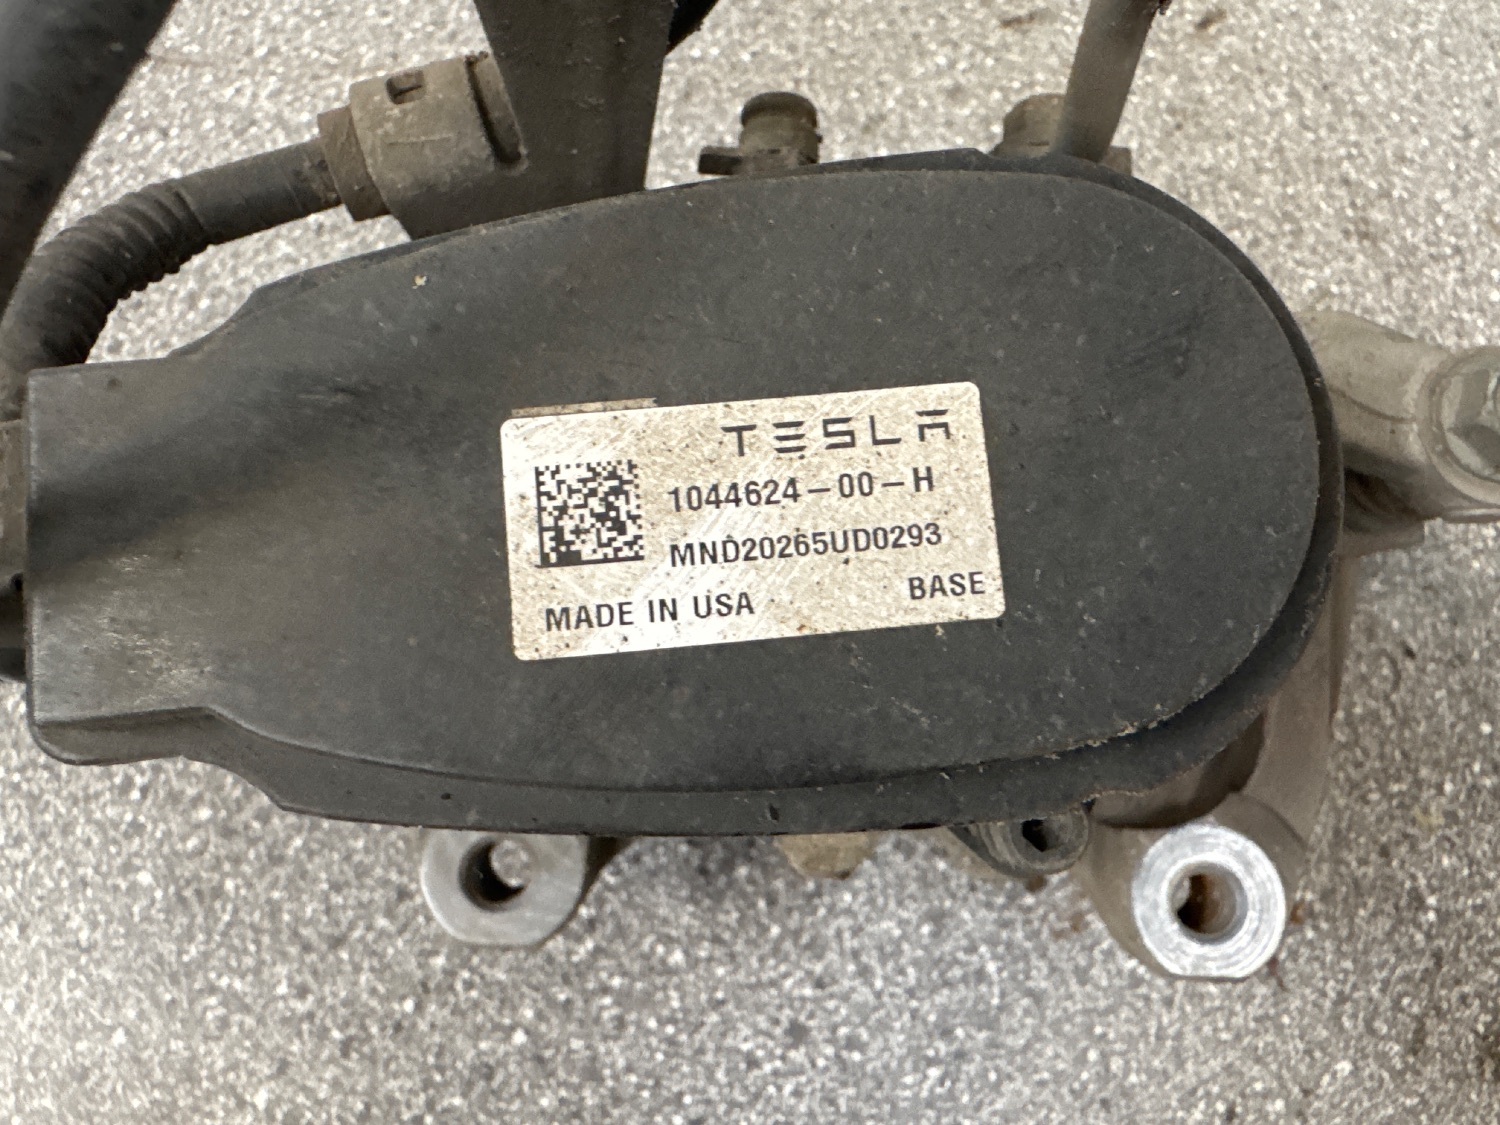 TESLA
1044624-00-H
MND20265UD0293
MADE IN USA
BASE